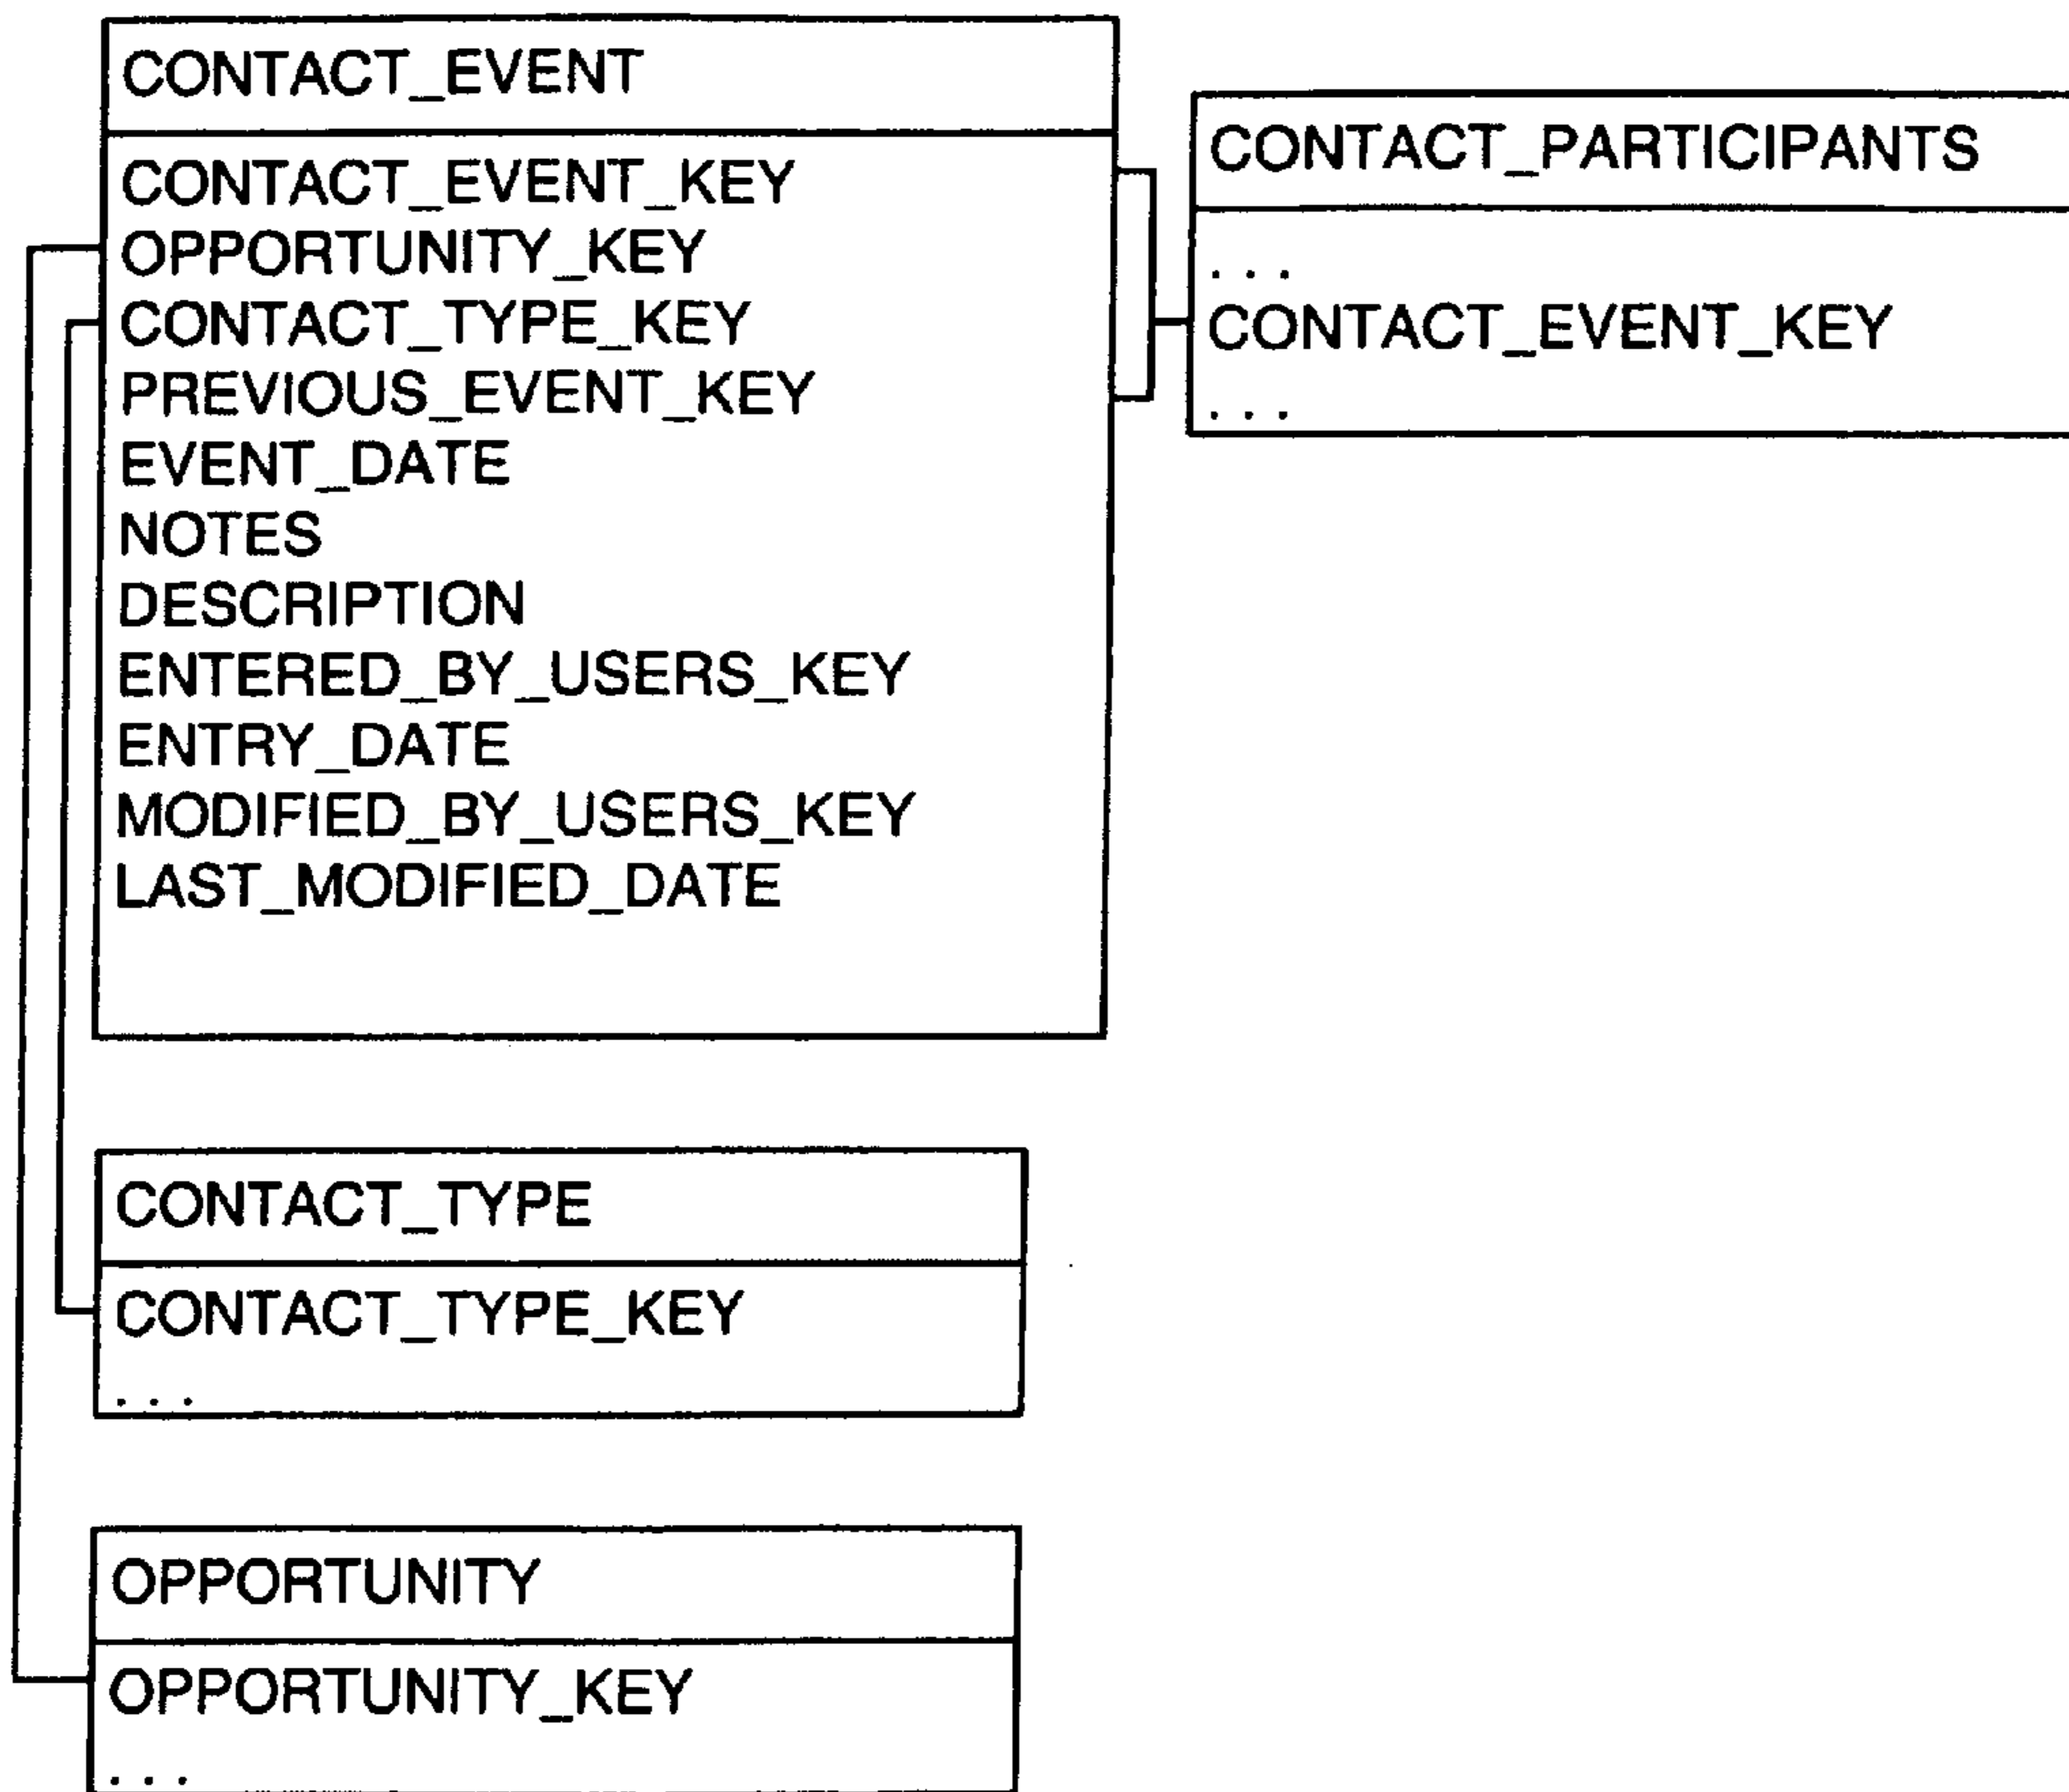 CONTACT_EVENT
CONTACT_EVENT_KEY
OPPORTUNITY_KEY
CONTACT_TYPE_KEY
PREVIOUS_EVENT_KEY
EVENT_DATE
NOTES
DESCRIPTION
ENTERED_BY_USERS_KEY
ENTRY_DATE
MODIFIED_BY_USERS_KEY
LAST_MODIFIED_DATE
CONTACT_PARTICIPANTS
. . .
CONTACT_EVENT_KEY
. . .
CONTACT_TYPE
CONTACT_TYPE_KEY
. . .
OPPORTUNITY
OPPORTUNITY_KEY
. . .